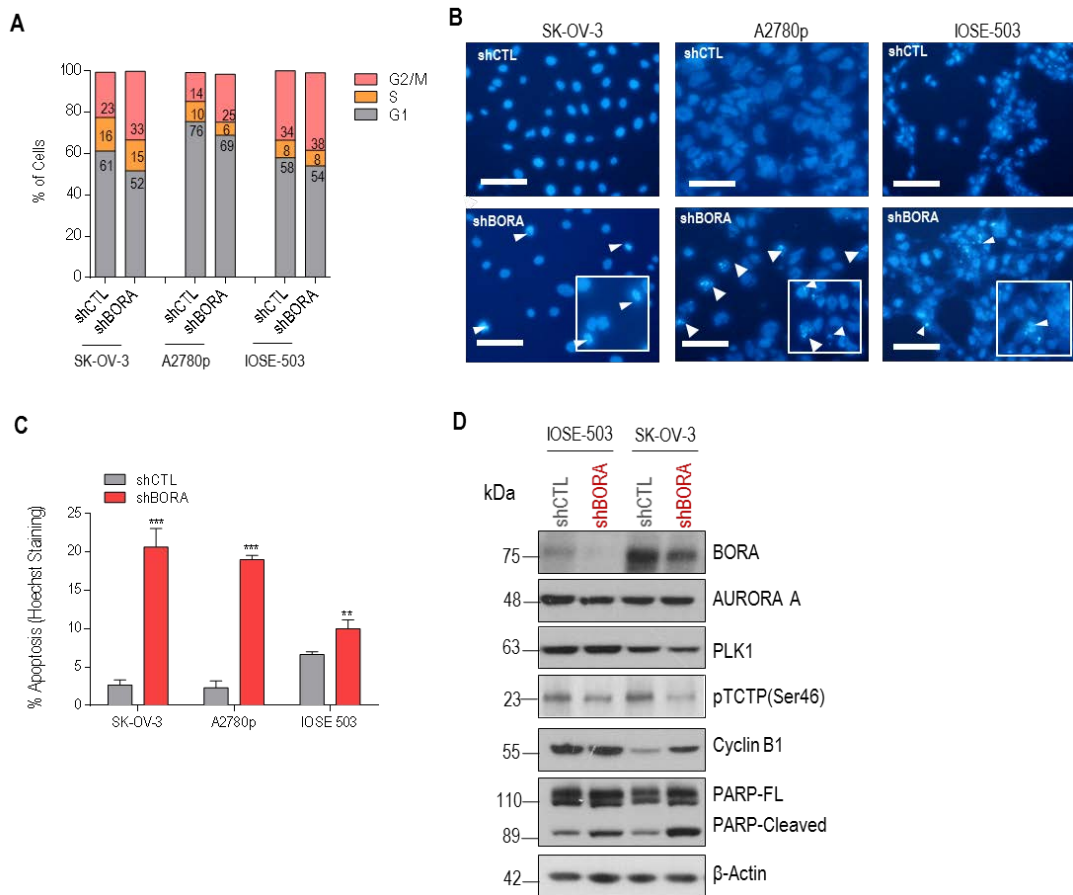 A
100
80
60
40
20
0
% of Cells
23
16
61
33
15
52
14
10
76
25
6
69
34
8
58
38
8
54
G2/M
S
G1
shCTL
shBORA
shCTL
shBORA
shCTL
shBORA
SK-OV-3
A2780p
IOSE-503
B
SK-OV-3
A2780p
IOSE-503
shCTL
shCTL
shCTL
shBORA
shBORA
shBORA
C
shCTL
shBORA
% Apoptosis (Hoechst Staining)
25
20
15
10
5
0
***
***
**
SK-OV-3
A2780p
IOSE 503
D
IOSE-503
SK-OV-3
kDa
shCTL
shBORA
shCTL
shBORA
75
BORA
48
AURORA A
63
PLK1
23
pTCTP(Ser46)
55
Cyclin B1
110
PARP-FL
89
PARP-Cleaved
42
β-Actin